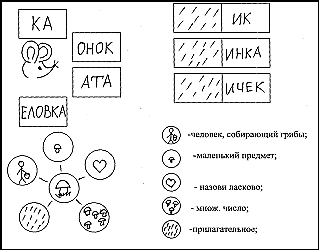 КА
ОНОК
АТА
ЕЛОВКА
ИК
ИНКА
ИЧЕК
-человек, собирающий грибы;
-маленький предмет;
- назови ласково;
- множ. число;
-прилагательное;